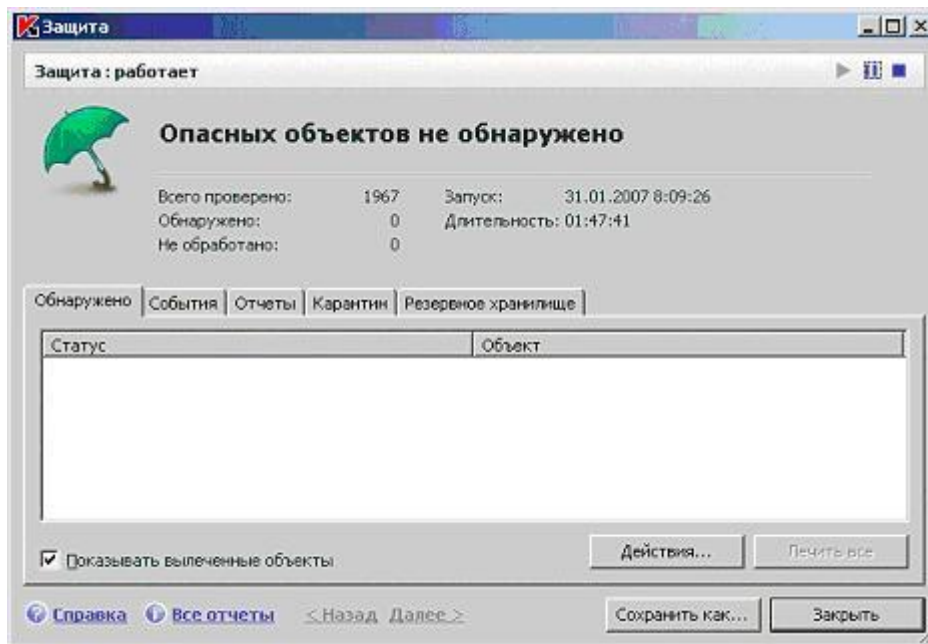 Защита
Защита : работает
Опасных объектов не обнаружено
Всего проверено: 1967 Запуск: 31.01.2007 8:09:26
Обнаружено: 0 Длительность: 01:47:41
Не обработано: 0
Обнаружено События Отчеты Карантин Резервное хранилище
Статус Объект
Показывать вылеченные объекты Действия... Лечить все
Справка Все отчеты < Назад Далее > Сохранить как... Закрыть